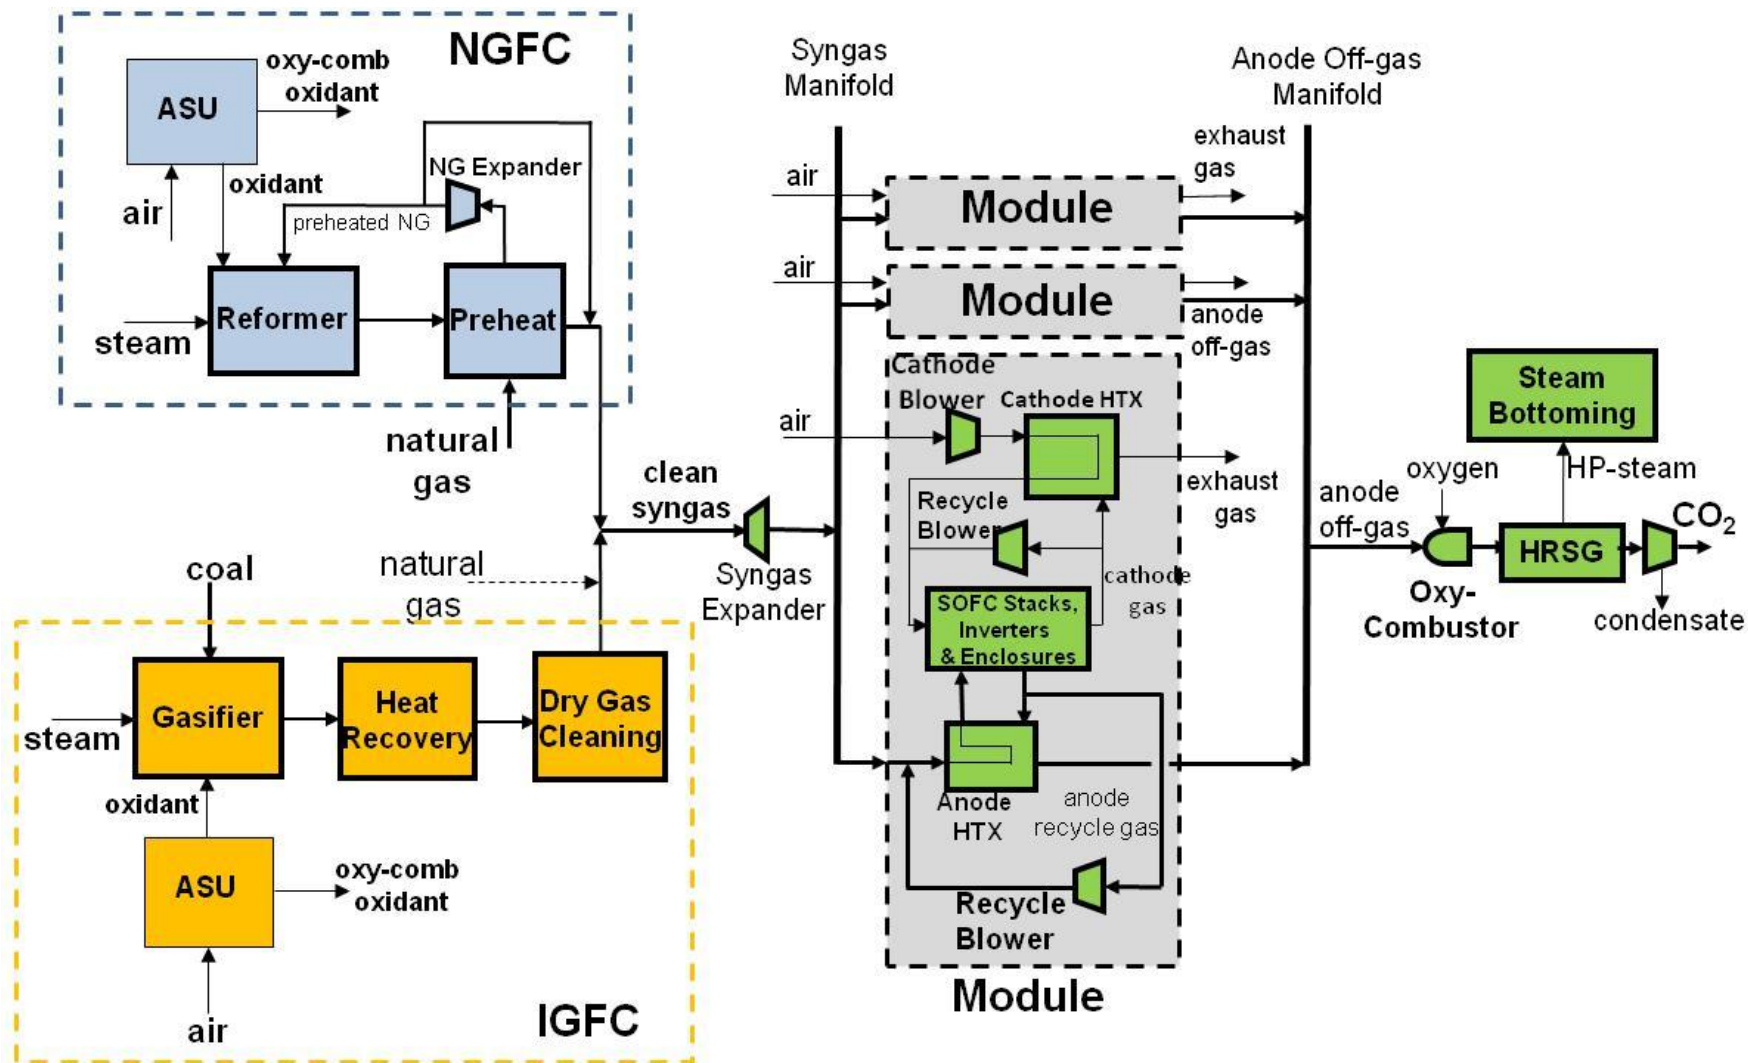 NGFC
oxy-comb
oxidant
ASU
oxidant
air
NG Expander
preheated NG
Reformer
Preheat
steam
natural
gas
clean
syngas
Syngas
Expander
natural
gas
coal
Gasifier
Heat
Recovery
Dry Gas
Cleaning
steam
oxidant
ASU
oxy-comb
oxidant
air
IGFC
Syngas
Manifold
Anode Off-gas
Manifold
air
Module
exhaust
gas
air
Module
anode
off-gas
Cathode
Blower
Cathode HTX
air
exhaust
gas
Recycle
Blower
cathode
gas
SOFC Stacks,
Inverters
& Enclosures
Anode
HTX
anode
recycle gas
Recycle
Blower
Module
anode
off-gas
oxygen
Oxy-
Combustor
HRSG
HP-steam
Steam
Bottoming
CO2
condensate